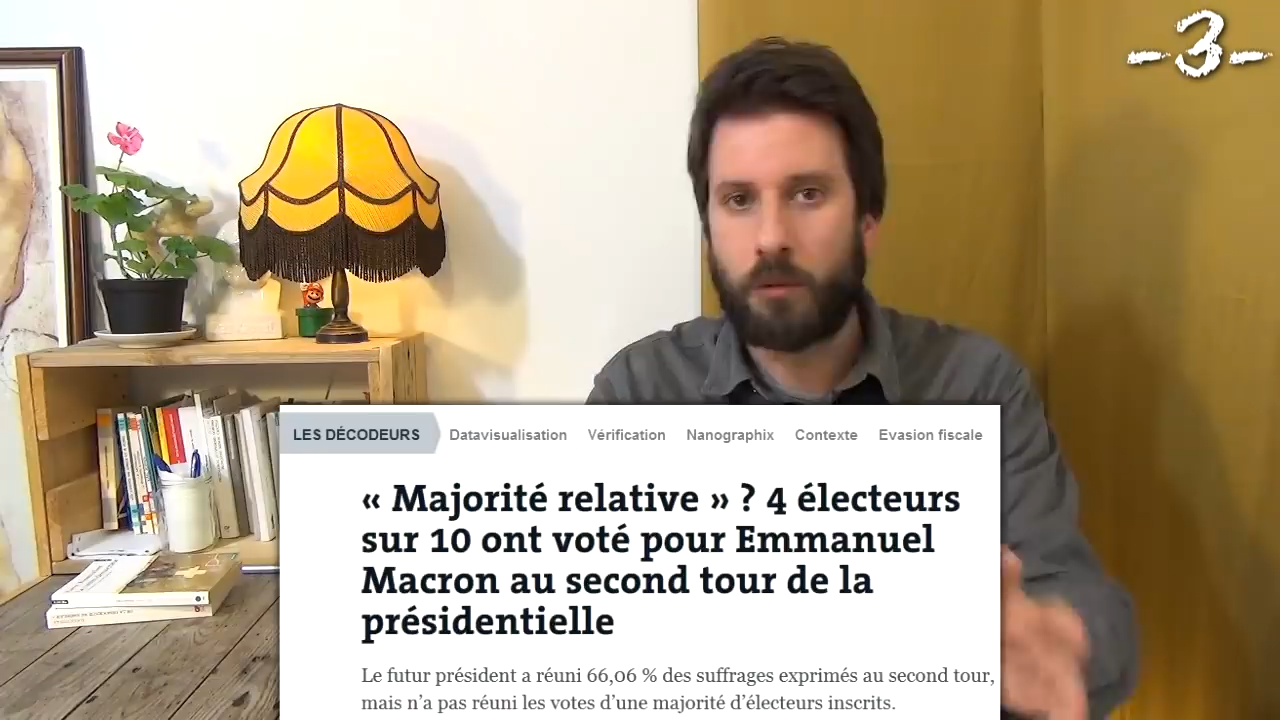 -3-
LES DÉCODEURS Datavisualisation Vérification Nanographix Contexte Evasion fiscale
« Majorité relative » ? 4 électeurs
sur 10 ont voté pour Emmanuel
Macron au second tour de la
présidentielle
Le futur président a réuni 66,06 % des suffrages exprimés au second tour,
mais n’a pas réuni les votes d’une majorité d’électeurs inscrits.